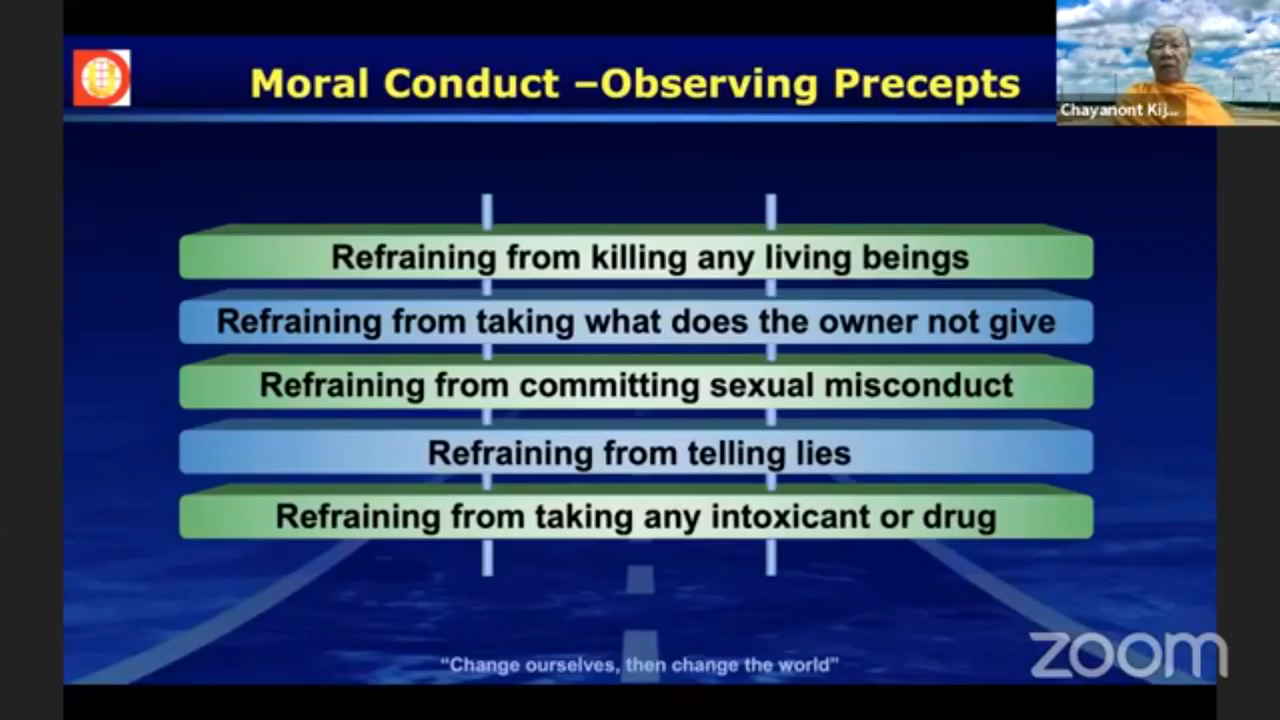 Moral Conduct –Observing Precepts
Chayanont Kij...
Refraining from killing any living beings
Refraining from taking what does the owner not give
Refraining from committing sexual misconduct
Refraining from telling lies
Refraining from taking any intoxicant or drug
“Change ourselves, then change the world”
zoom